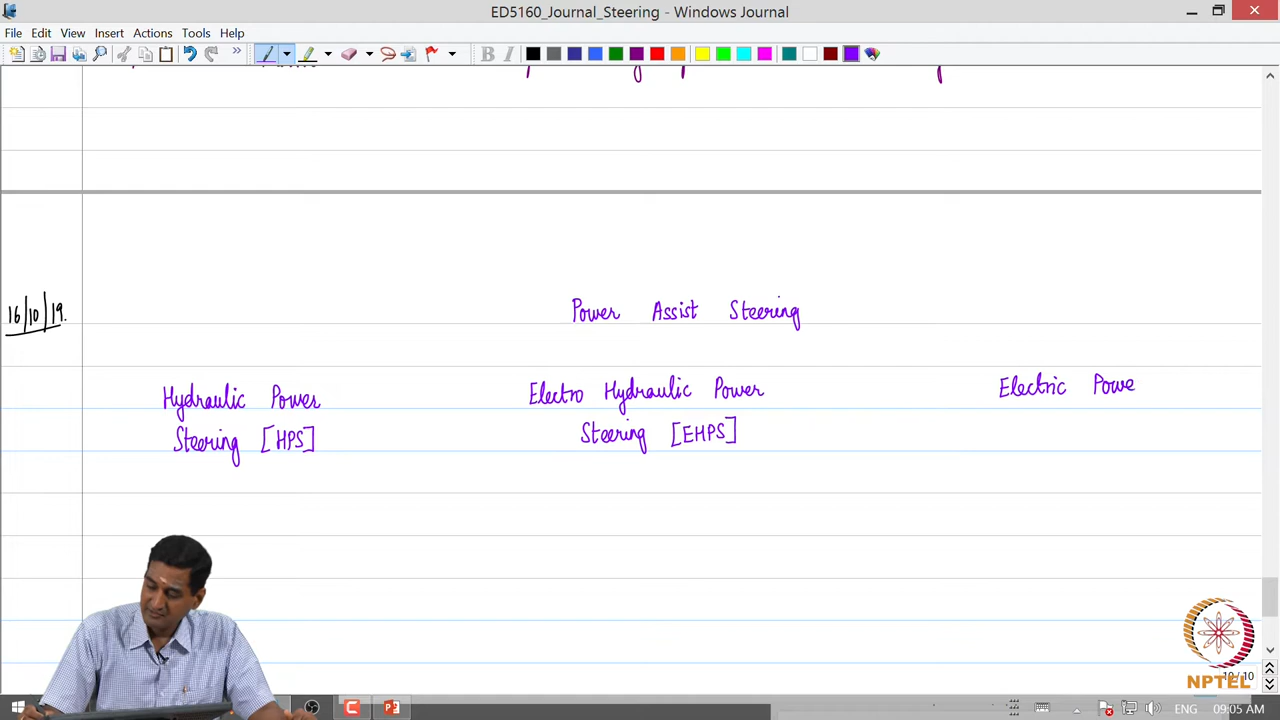 ED5160_Journal_Steering - Windows Journal
File Edit View Insert Actions Tools Help
16/10/19.
Power Assist Steering
Hydraulic Power
Steering [HPS]
Electro Hydraulic Power
Steering [EHPS]
Electric Powe
NPTEL
ENG 09:05 AM